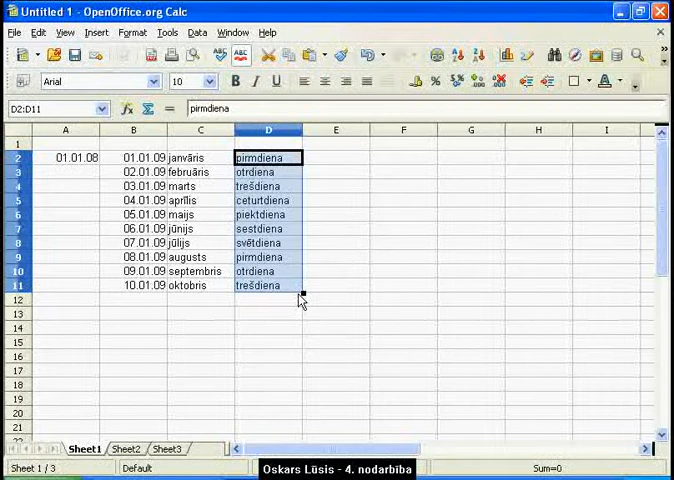 Untitled 1 - OpenOffice.org Calc
File Edit View Insert Format Tools Data Window Help
Arial 10 B I U
D2:D11 pirmdiena
A B C D E F G H I
1
2 01.01.08 01.01.09 janvāris pirmdiena
3 02.01.09 februāris otrdiena
4 03.01.09 marts trešdiena
5 04.01.09 aprīlis ceturtdiena
6 05.01.09 maijs piektdiena
7 06.01.09 jūnijs sestdiena
8 07.01.09 jūlijs svētdiena
9 08.01.09 augusts pirmdiena
10 09.01.09 septembris otrdiena
11 10.01.09 oktobris trešdiena
12
13
14
15
16
17
18
19
20
21
22
Sheet1 Sheet2 Sheet3
Sheet 1 / 3 Default Sum=0
Oskars Lūsis - 4. nodarbība